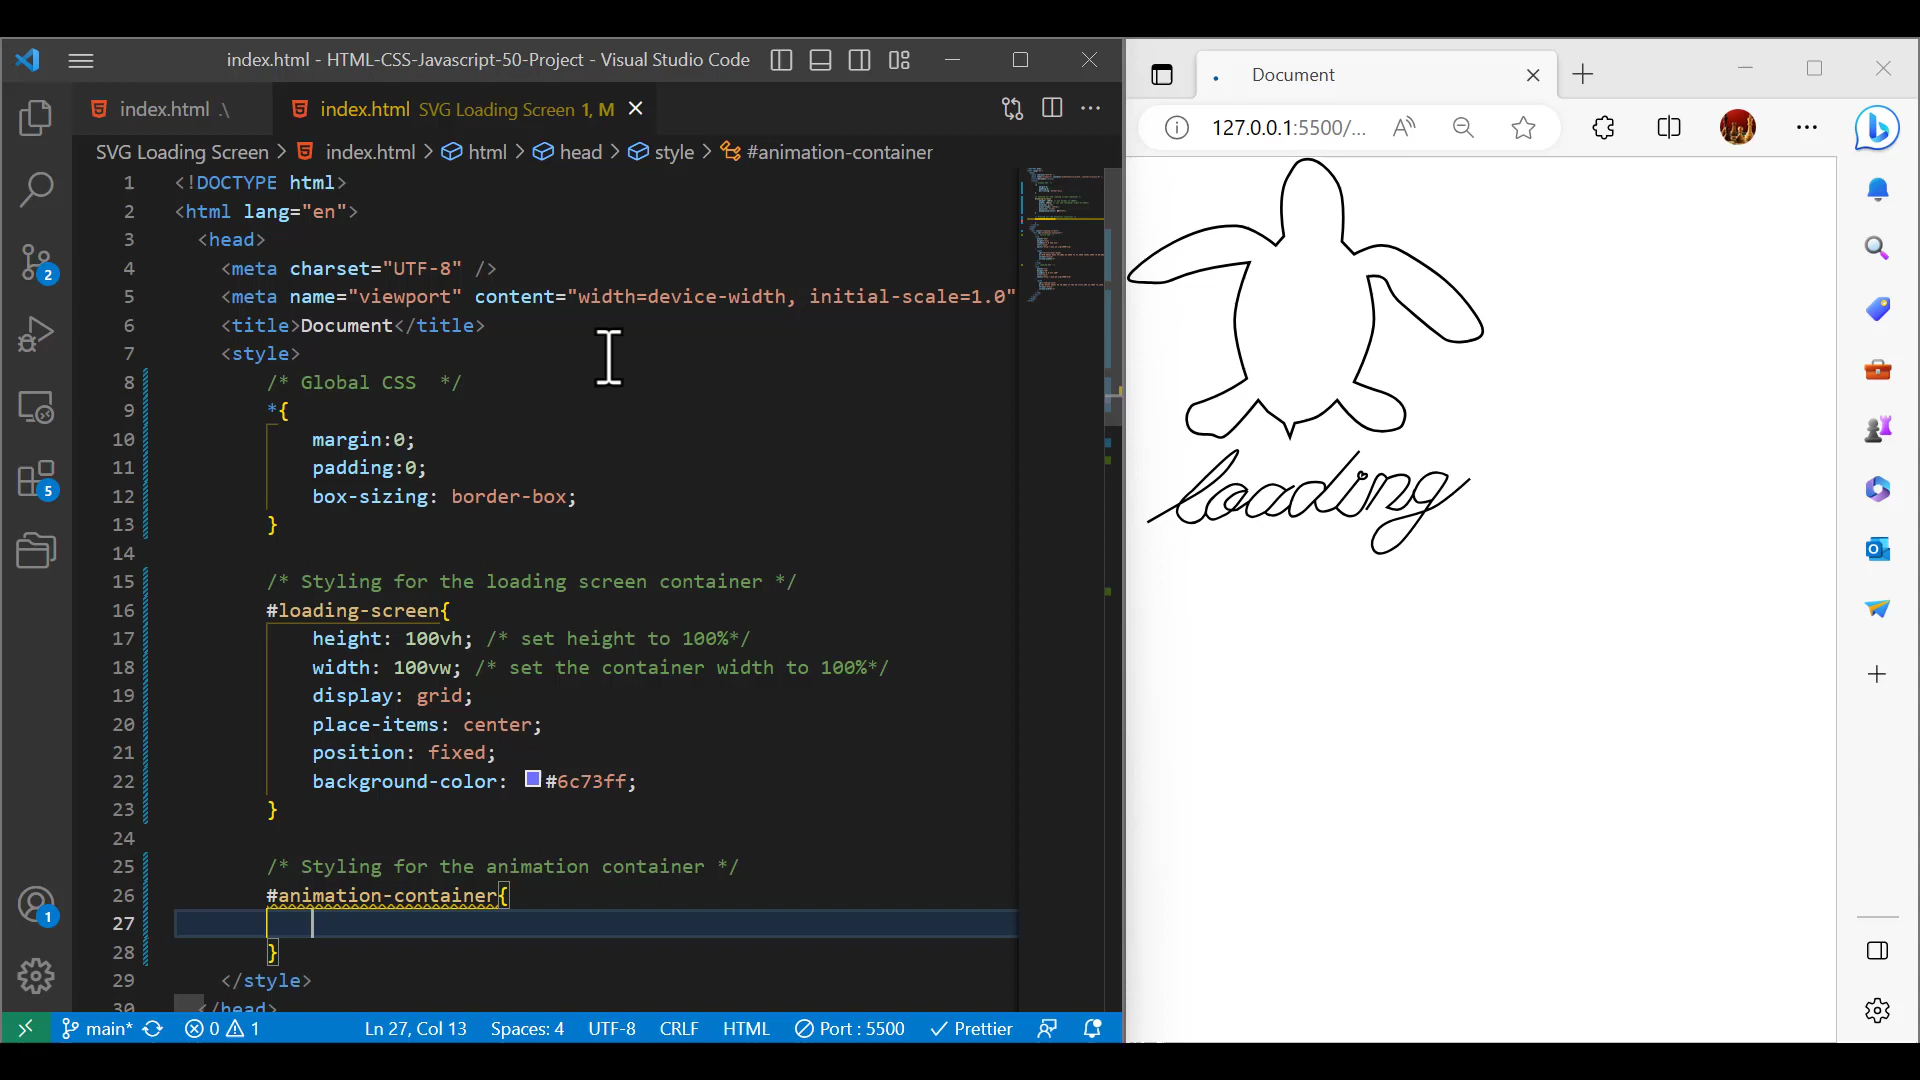 index.html - HTML-CSS-Javascript-50-Project - Visual Studio Code
index.html .\
index.html SVG Loading Screen 1, M
SVG Loading Screen > index.html > html > head > style > #animation-container
1 <!DOCTYPE html>
2 <html lang="en">
3 <head>
4 <meta charset="UTF-8" />
5 <meta name="viewport" content="width=device-width, initial-scale=1.0"
6 <title>Document</title>
7 <style>
8 /* Global CSS  */
9 *{
10 margin:0;
11 padding:0;
12 box-sizing: border-box;
13 }
14
15 /* Styling for the loading screen container */
16 #loading-screen{
17 height: 100vh; /* set height to 100%*/
18 width: 100vw; /* set the container width to 100%*/
19 display: grid;
20 place-items: center;
21 position: fixed;
22 background-color: #6c73ff;
23 }
24
25 /* Styling for the animation container */
26 #animation-container{
27
28 }
29 </style>
30 </head>
2
5
1
main* 0 1 Ln 27, Col 13 Spaces: 4 UTF-8 CRLF HTML Port : 5500 Prettier
Document
127.0.0.1:5500/...
loading